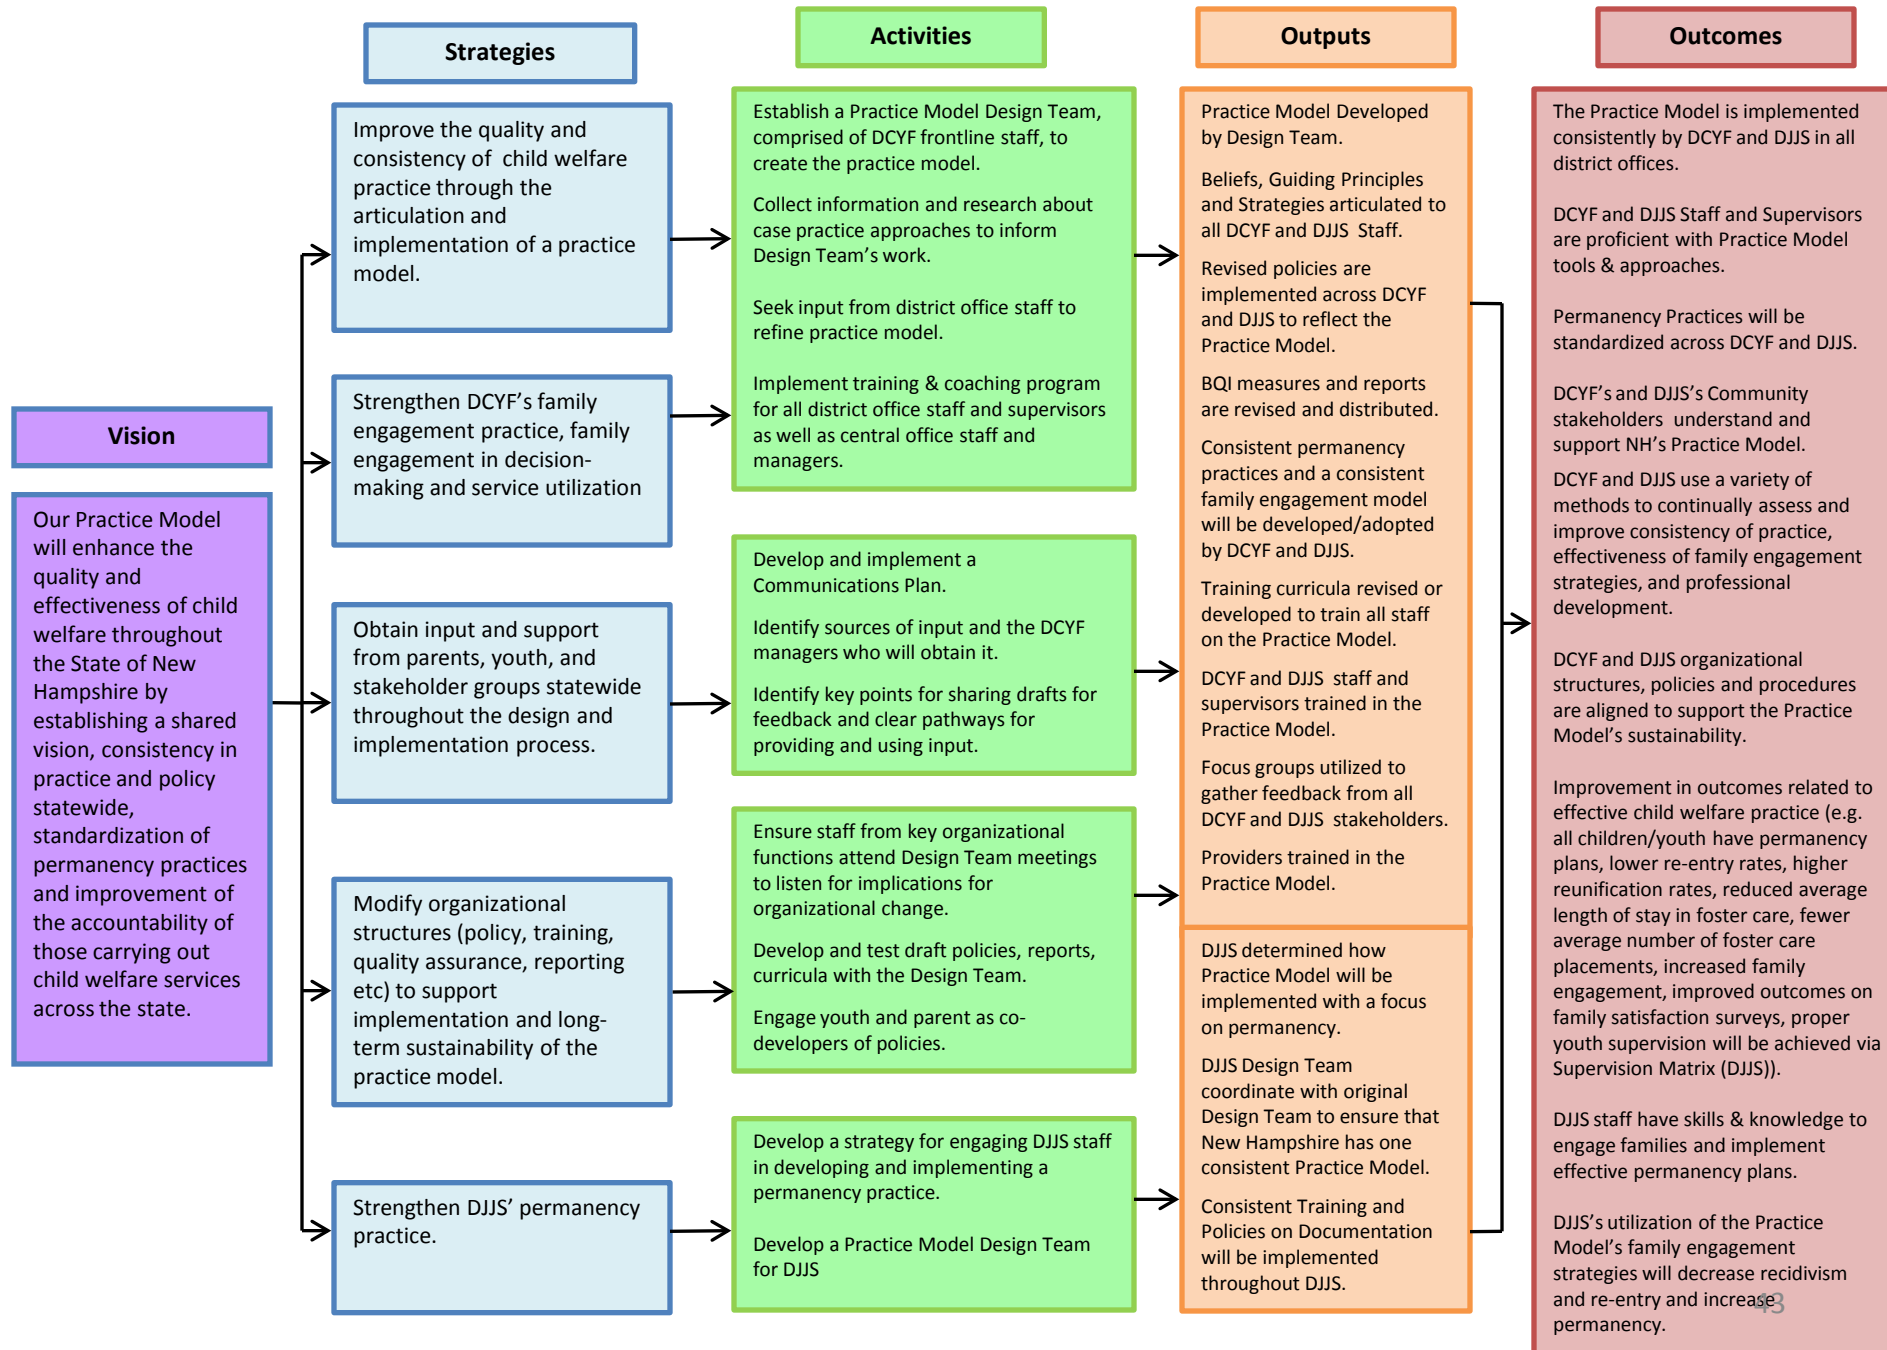 Strategies
Activities
Outputs
Outcomes
Vision
Our Practice Model
will enhance the
quality and
effectiveness of child
welfare throughout
the State of New
Hampshire by
establishing a shared
vision, consistency in
practice and policy
statewide,
standardization of
permanency practices
and improvement of
the accountability of
those carrying out
child welfare services
across the state.
Improve the quality and
consistency of child welfare
practice through the
articulation and
implementation of a practice
model.
Strengthen DCYF's family
engagement practice, family
engagement in decision-
making and service utilization
Obtain input and support
from parents, youth, and
stakeholder groups statewide
throughout the design and
implementation process.
Modify organizational
structures (policy, training,
quality assurance, reporting
etc) to support
implementation and long-
term sustainability of the
practice model.
Strengthen DJJS' permanency
practice.
Establish a Practice Model Design Team,
comprised of DCYF frontline staff, to
create the practice model.
Collect information and research about
case practice approaches to inform
Design Team's work.
Seek input from district office staff to
refine practice model.
Implement training & coaching program
for all district office staff and supervisors
as well as central office staff and
managers.
Develop and implement a
Communications Plan.
Identify sources of input and the DCYF
managers who will obtain it.
Identify key points for sharing drafts for
feedback and clear pathways for
providing and using input.
Ensure staff from key organizational
functions attend Design Team meetings
to listen for implications for
organizational change.
Develop and test draft policies, reports,
curricula with the Design Team.
Engage youth and parent as co-
developers of policies.
Develop a strategy for engaging DJJS staff
in developing and implementing a
permanency practice.
Develop a Practice Model Design Team
for DJJS
Practice Model Developed
by Design Team.
Beliefs, Guiding Principles
and Strategies articulated to
all DCYF and DJJS Staff.
Revised policies are
implemented across DCYF
and DJJS to reflect the
Practice Model.
BQI measures and reports
are revised and distributed.
Consistent permanency
practices and a consistent
family engagement model
will be developed/adopted
by DCYF and DJJS.
Training curricula revised or
developed to train all staff
on the Practice Model.
DCYF and DJJS staff and
supervisors trained in the
Practice Model.
Focus groups utilized to
gather feedback from all
DCYF and DJJS stakeholders.
Providers trained in the
Practice Model.
DJJS determined how
Practice Model will be
implemented with a focus
on permanency.
DJJS Design Team
coordinate with original
Design Team to ensure that
New Hampshire has one
consistent Practice Model.
Consistent Training and
Policies on Documentation
will be implemented
throughout DJJS.
The Practice Model is implemented
consistently by DCYF and DJJS in all
district offices.
DCYF and DJJS Staff and Supervisors
are proficient with Practice Model
tools & approaches.
Permanency Practices will be
standardized across DCYF and DJJS.
DCYF's and DJJS's Community
stakeholders understand and
support NH's Practice Model.
DCYF and DJJS use a variety of
methods to continually assess and
improve consistency of practice,
effectiveness of family engagement
strategies, and professional
development.
DCYF and DJJS organizational
structures, policies and procedures
are aligned to support the Practice
Model's sustainability.
Improvement in outcomes related to
effective child welfare practice (e.g.
all children/youth have permanency
plans, lower re-entry rates, higher
reunification rates, reduced average
length of stay in foster care, fewer
average number of foster care
placements, increased family
engagement, improved outcomes on
family satisfaction surveys, proper
youth supervision will be achieved via
Supervision Matrix (DJJS)).
DJJS staff have skills & knowledge to
engage families and implement
effective permanency plans.
DJJS's utilization of the Practice
Model's family engagement
strategies will decrease recidivism
and re-entry and increase
permanency.
43